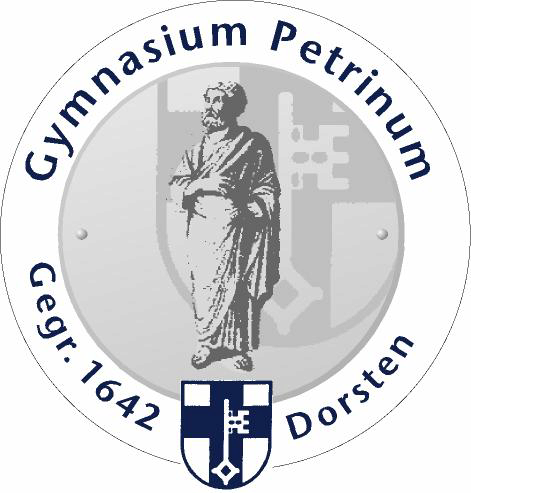 Gymnasium Petrinum
Gegr. 1642
Dorsten